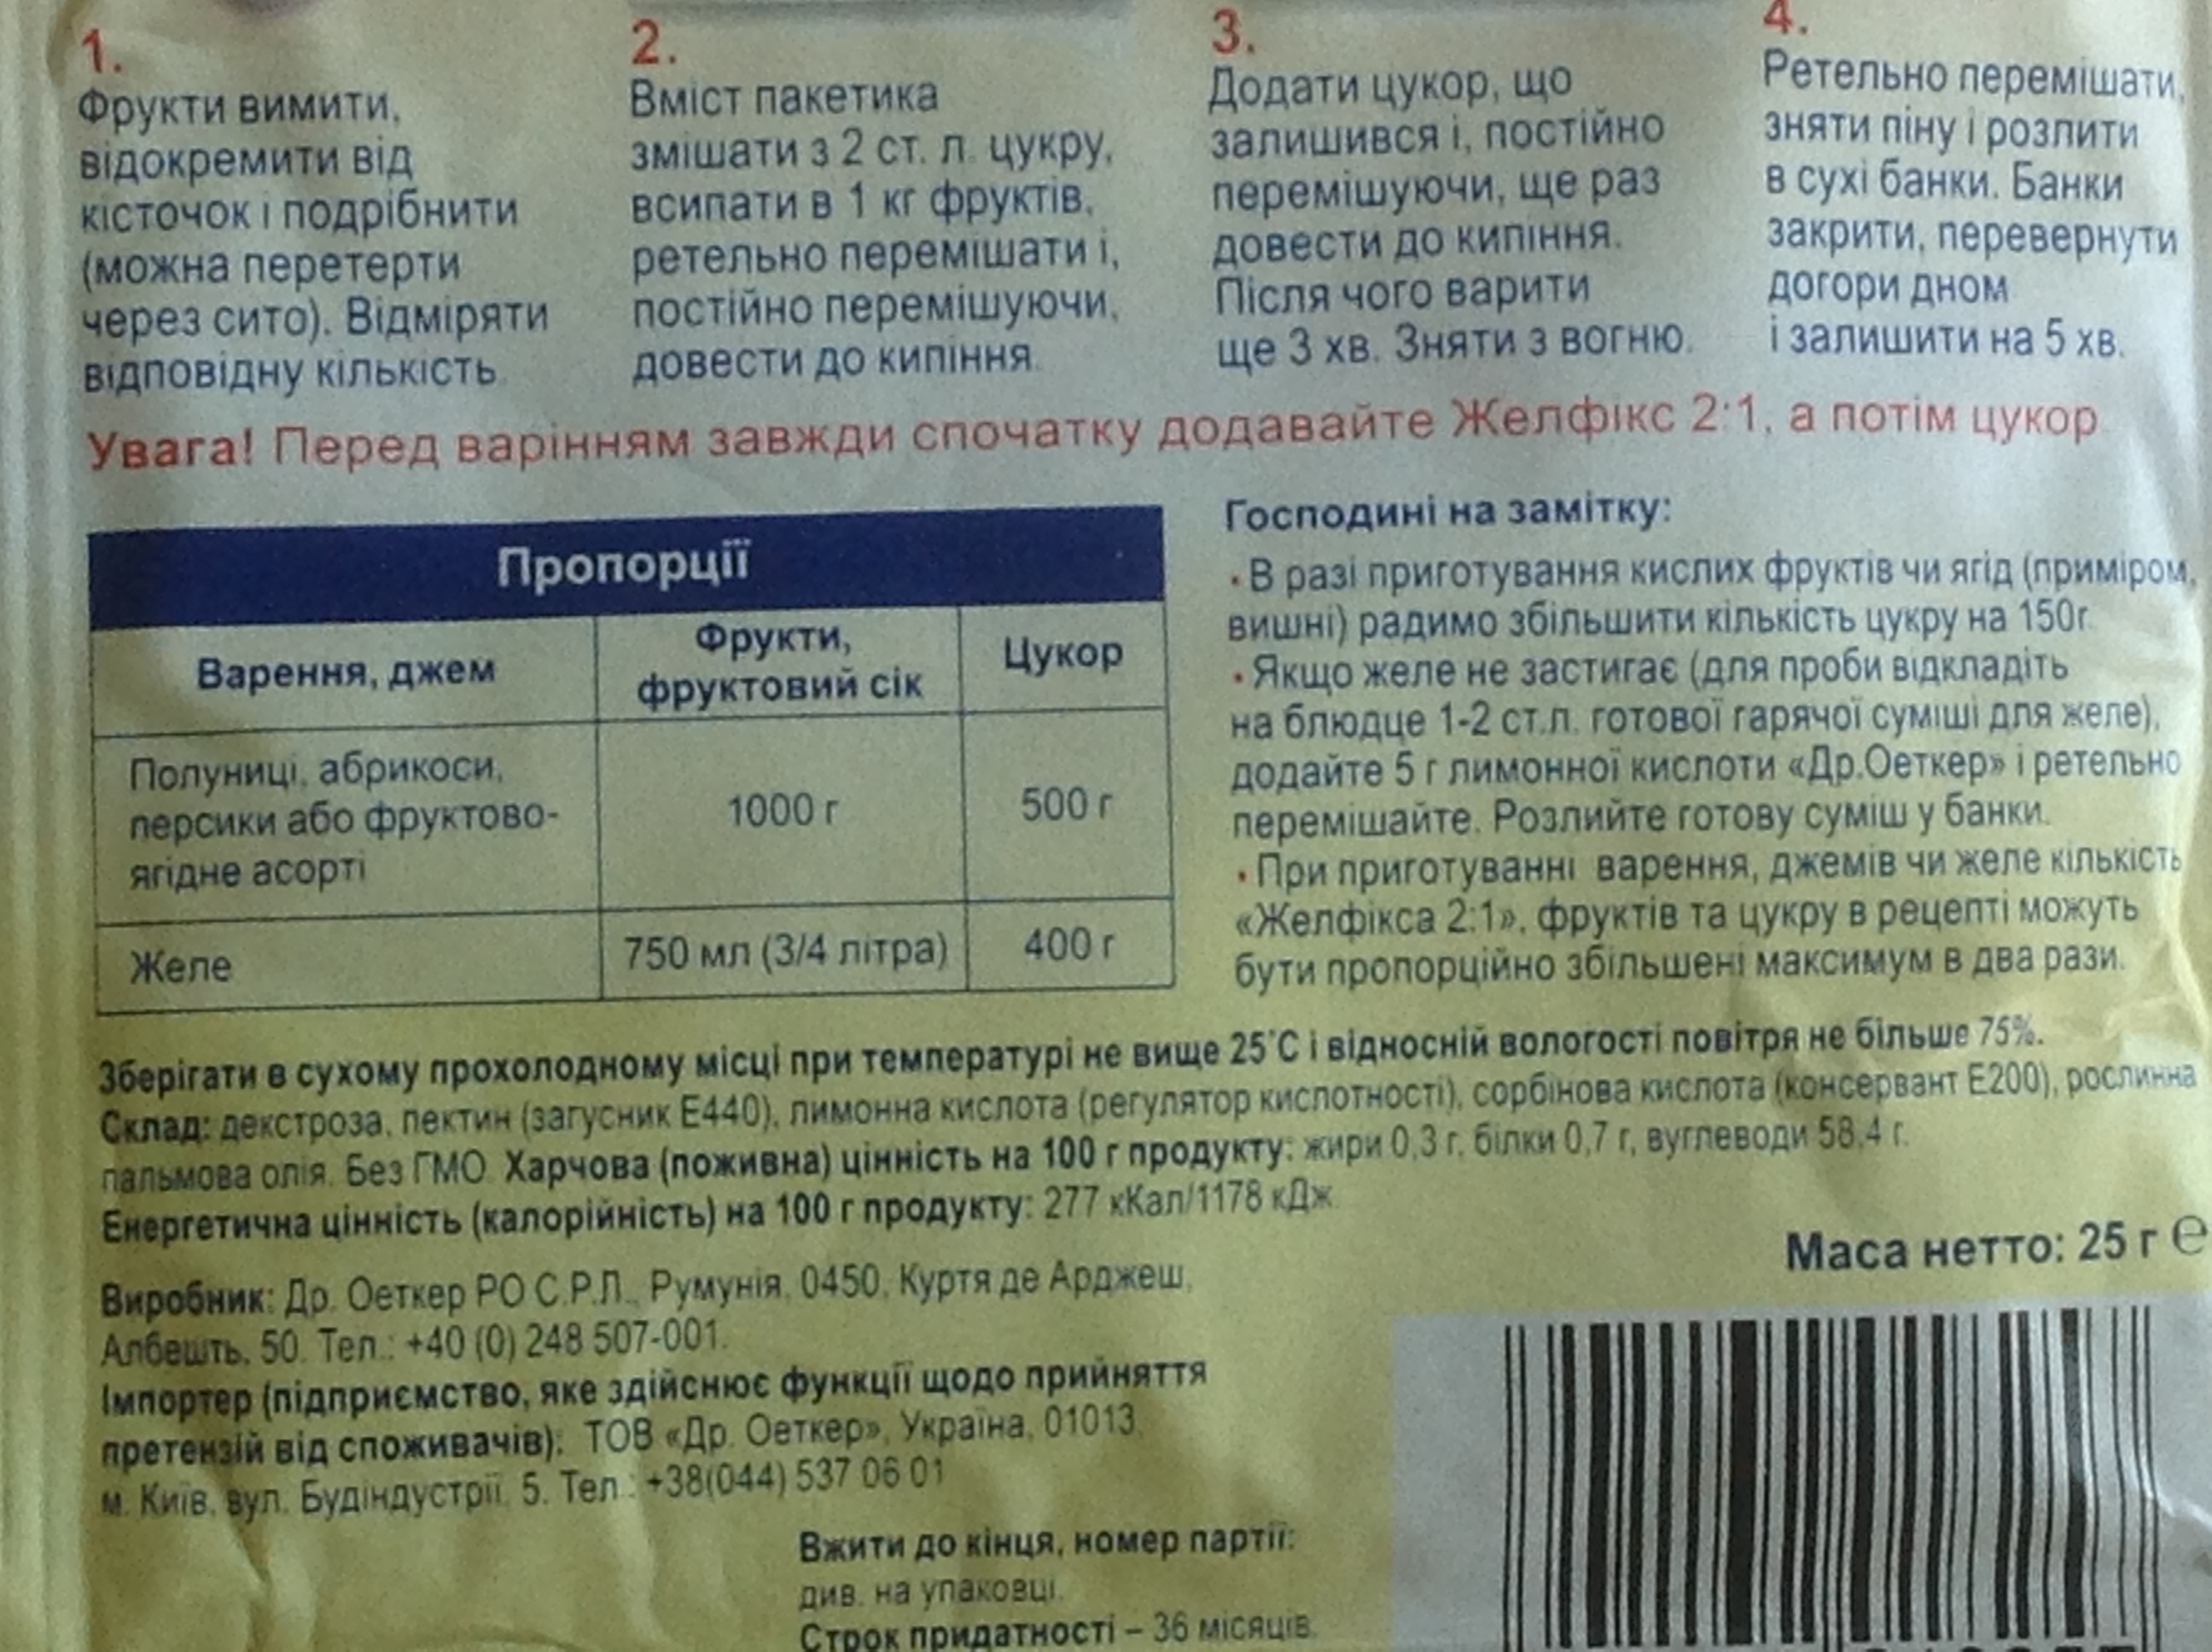 1.
Фрукти вимити,
відокремити від
кісточок і подрібнити
(можна перетерти
через сито). Відміряти
відповідну кількість.
2.
Вміст пакетика
змішати з 2 ст. л. цукру,
всипати в 1 кг фруктів,
ретельно перемішати і,
постійно перемішуючи,
довести до кипіння.
3.
Додати цукор, що
залишився і, постійно
перемішуючи, ще раз
довести до кипіння.
Після чого варити
ще 3 хв. Зняти з вогню.
4.
Ретельно перемішати,
зняти піну і розлити
в сухі банки. Банки
закрити, перевернути
догори дном
і залишити на 5 хв.
Увага! Перед варінням завжди спочатку додавайте Желфікс 2:1, а потім цукор
Пропорції
Варення, джем
Фрукти,
фруктовий сік
Цукор
Полуниці, абрикоси,
персики або фруктово-
ягідне асорті
1000 г
500 г
Желе
750 мл (3/4 літра)
400 г
Господині на замітку:
• В разі приготування кислих фруктів чи ягід (приміром,
вишні) радимо збільшити кількість цукру на 150г.
• Якщо желе не застигає (для проби відкладіть
на блюдце 1-2 ст.л. готової гарячої суміші для желе),
додайте 5 г лимонної кислоти «Др.Оеткер» і ретельно
перемішайте. Розлийте готову суміш у банки.
• При приготуванні варення, джемів чи желе кількість
«Желфікса 2:1», фруктів та цукру в рецепті можуть
бути пропорційно збільшені максимум в два рази.
Зберігати в сухому прохолодному місці при температурі не вище 25°С і відносній вологості повітря не більше 75%.
Склад: декстроза, пектин (загусник Е440), лимонна кислота (регулятор кислотності), сорбінова кислота (консервант Е200), рослинна
пальмова олія. Без ГМО. Харчова (поживна) цінність на 100 г продукту: жири 0,3 г, білки 0,7 г, вуглеводи 58,4 г.
Енергетична цінність (калорійність) на 100 г продукту: 277 кКал/1178 кДж.
Маса нетто: 25 г ℮
Виробник: Др. Оеткер РО С.Р.Л., Румунія, 0450, Куртя де Арджеш,
Албешть, 50. Тел.: +40 (0) 248 507-001.
Імпортер (підприємство, яке здійснює функції щодо прийняття
претензій від споживачів): ТОВ «Др. Оеткер», Україна, 01013,
м. Київ, вул. Будіндустрії, 5. Тел.: +38(044) 537 06 01
Вжити до кінця, номер партії:
див. на упаковці.
Строк придатності – 36 місяців.